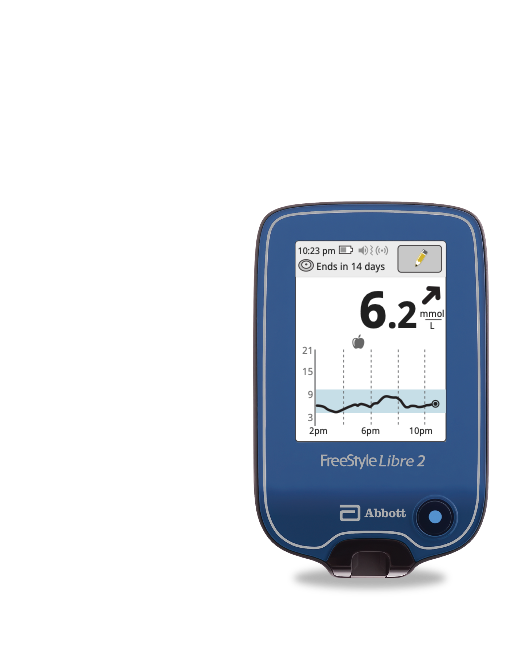 10:23 pm
Ends in 14 days
6.2 mmol/L
21
15
9
3
2pm 6pm 10pm
FreeStyle Libre 2
Abbott